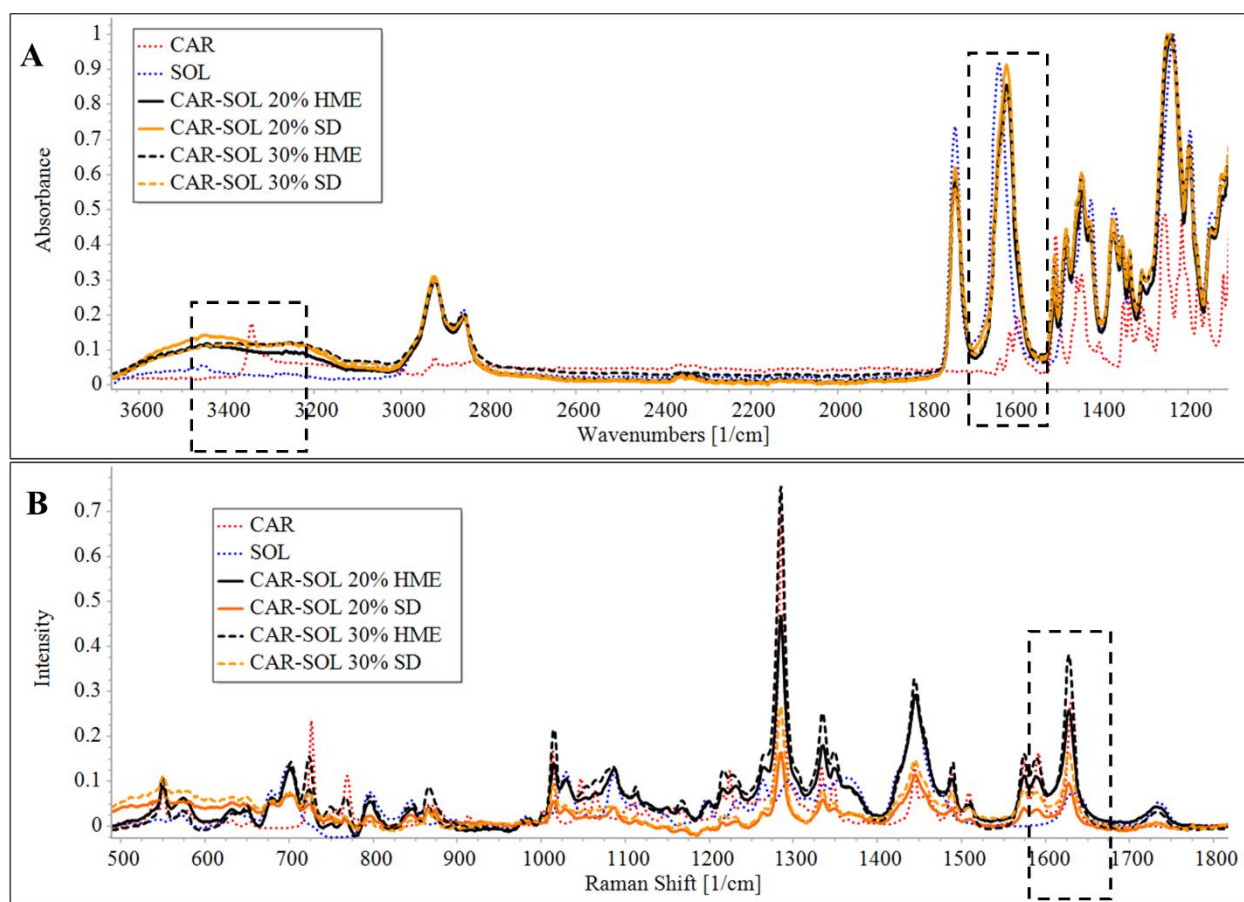 A
CAR
SOL
CAR-SOL 20% HME
CAR-SOL 20% SD
CAR-SOL 30% HME
CAR-SOL 30% SD
Absorbance
1
0.9
0.8
0.7
0.6
0.5
0.4
0.3
0.2
0.1
0
3600 3400 3200 3000 2800 2600 2400 2200 2000 1800 1600 1400 1200
Wavenumbers [1/cm]
B
CAR
SOL
CAR-SOL 20% HME
CAR-SOL 20% SD
CAR-SOL 30% HME
CAR-SOL 30% SD
Intensity
0.7
0.6
0.5
0.4
0.3
0.2
0.1
0
500 600 700 800 900 1000 1100 1200 1300 1400 1500 1600 1700 1800
Raman Shift [1/cm]